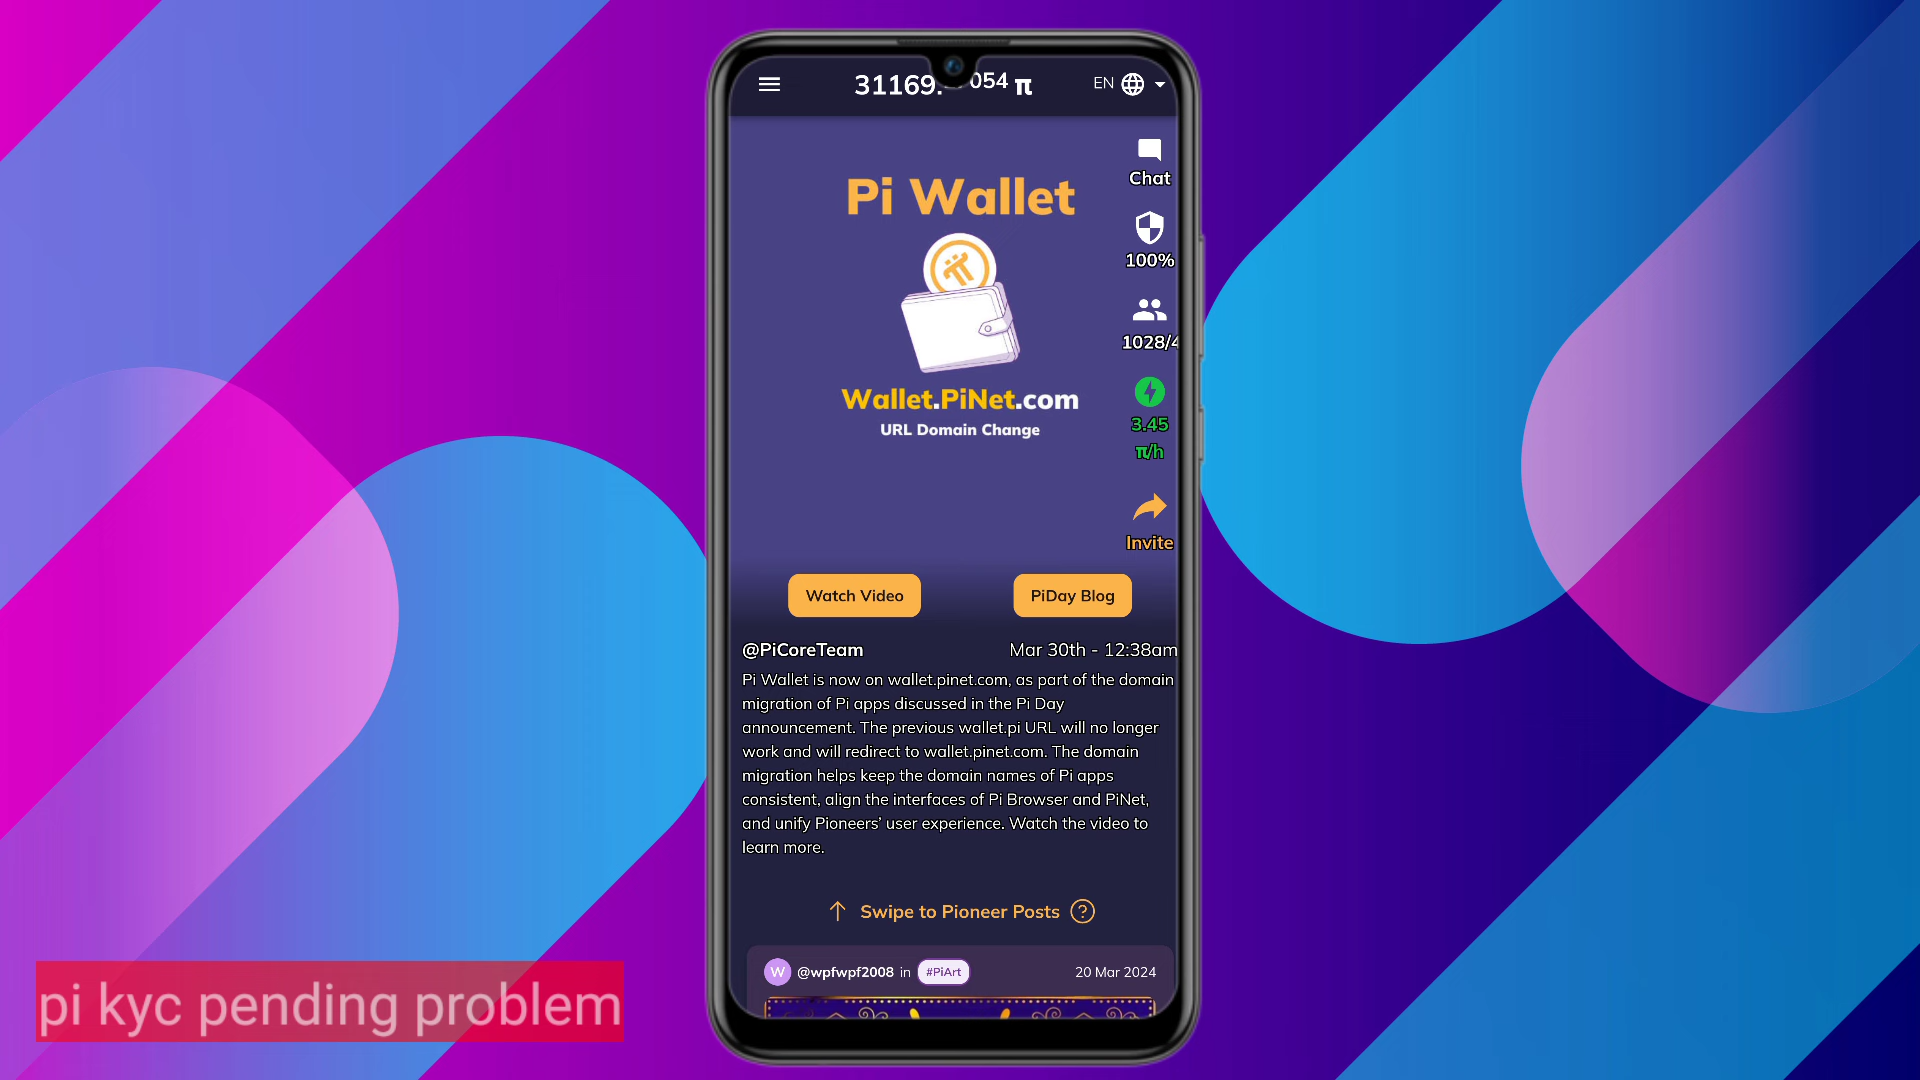 31169. 054 π
EN
Chat
100%
1028/4
3.45
π/h
Invite
Pi Wallet
Wallet.PiNet.com
URL Domain Change
Watch Video
PiDay Blog
@PiCoreTeam
Mar 30th - 12:38am
Pi Wallet is now on wallet.pinet.com, as part of the domain
migration of Pi apps discussed in the Pi Day
announcement. The previous wallet.pi URL will no longer
work and will redirect to wallet.pinet.com. The domain
migration helps keep the domain names of Pi apps
consistent, align the interfaces of Pi Browser and PiNet,
and unify Pioneers’ user experience. Watch the video to
learn more.
Swipe to Pioneer Posts ?
W @wpfwpf2008 in #PiArt
20 Mar 2024
pi kyc pending problem